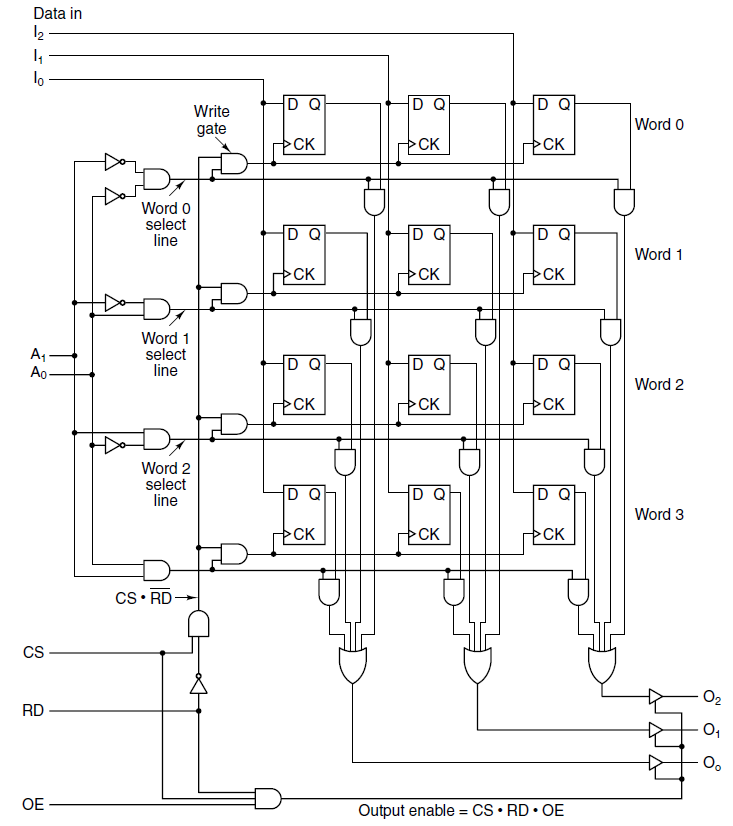 Data in
I2
I1
I0
Write
gate
D Q
D Q
D Q
Word 0
CK
CK
CK
Word 0
select
line
D Q
D Q
D Q
Word 1
CK
CK
CK
Word 1
select
line
A1
A0
D Q
D Q
D Q
Word 2
CK
CK
CK
Word 2
select
line
D Q
D Q
D Q
Word 3
CK
CK
CK
CS • R̅D̅
CS
RD
O2
O1
Oo
OE
Output enable = CS • RD • OE